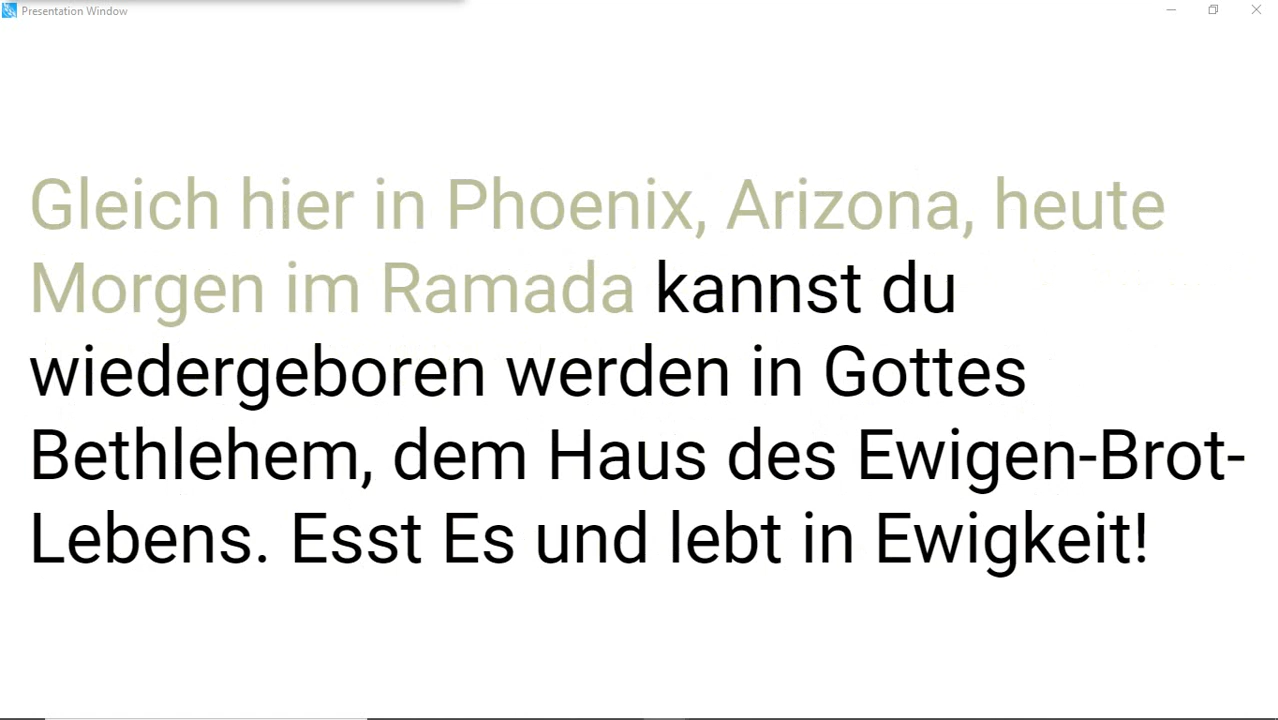 Presentation Window
Gleich hier in Phoenix, Arizona, heute
Morgen im Ramada kannst du
wiedergeboren werden in Gottes
Bethlehem, dem Haus des Ewigen-Brot-
Lebens. Esst Es und lebt in Ewigkeit!